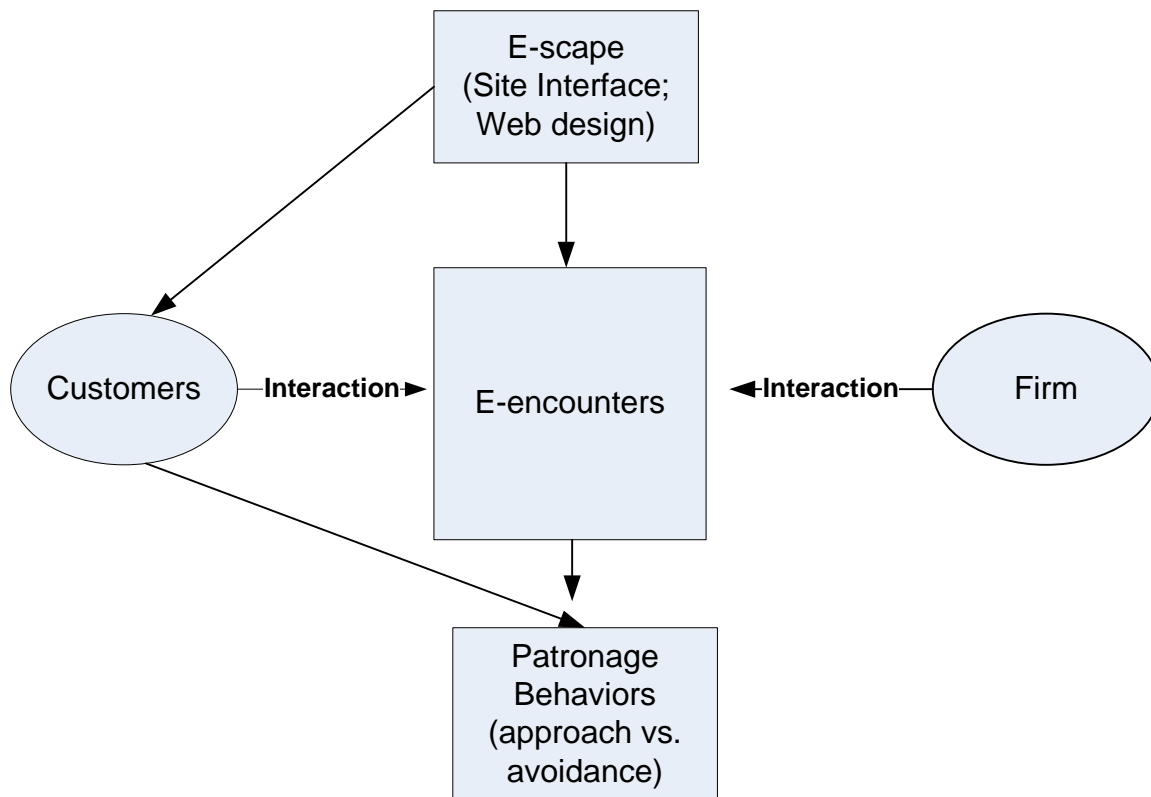 E-scape
(Site Interface;
Web design)
Customers
Interaction
E-encounters
Interaction
Firm
Patronage
Behaviors
(approach vs.
avoidance)